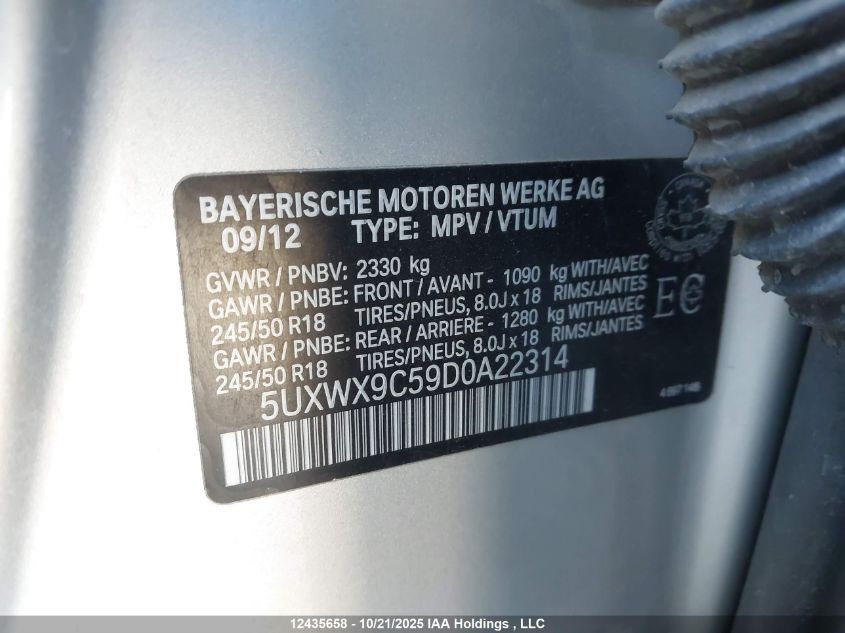 BAYERISCHE MOTOREN WERKE AG
09/12 TYPE: MPV / VTUM
GVWR / PNBV: 2330 kg
GAWR / PNBE: FRONT / AVANT - 1090 kg WITH/AVEC
245/50 R18 TIRES/PNEUS, 8.0J x 18 RIMS/JANTES
GAWR / PNBE: REAR / ARRIERE - 1280 kg WITH/AVEC
245/50 R18 TIRES/PNEUS, 8.0J x 18 RIMS/JANTES
5UXWX9C59D0A22314
12435658 - 10/21/2025 IAA Holdings , LLC